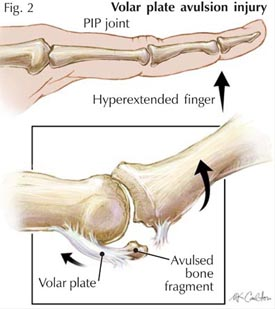 Fig. 2 Volar plate avulsion injury
PIP joint
Hyperextended finger
Volar plate
Avulsed
bone
fragment